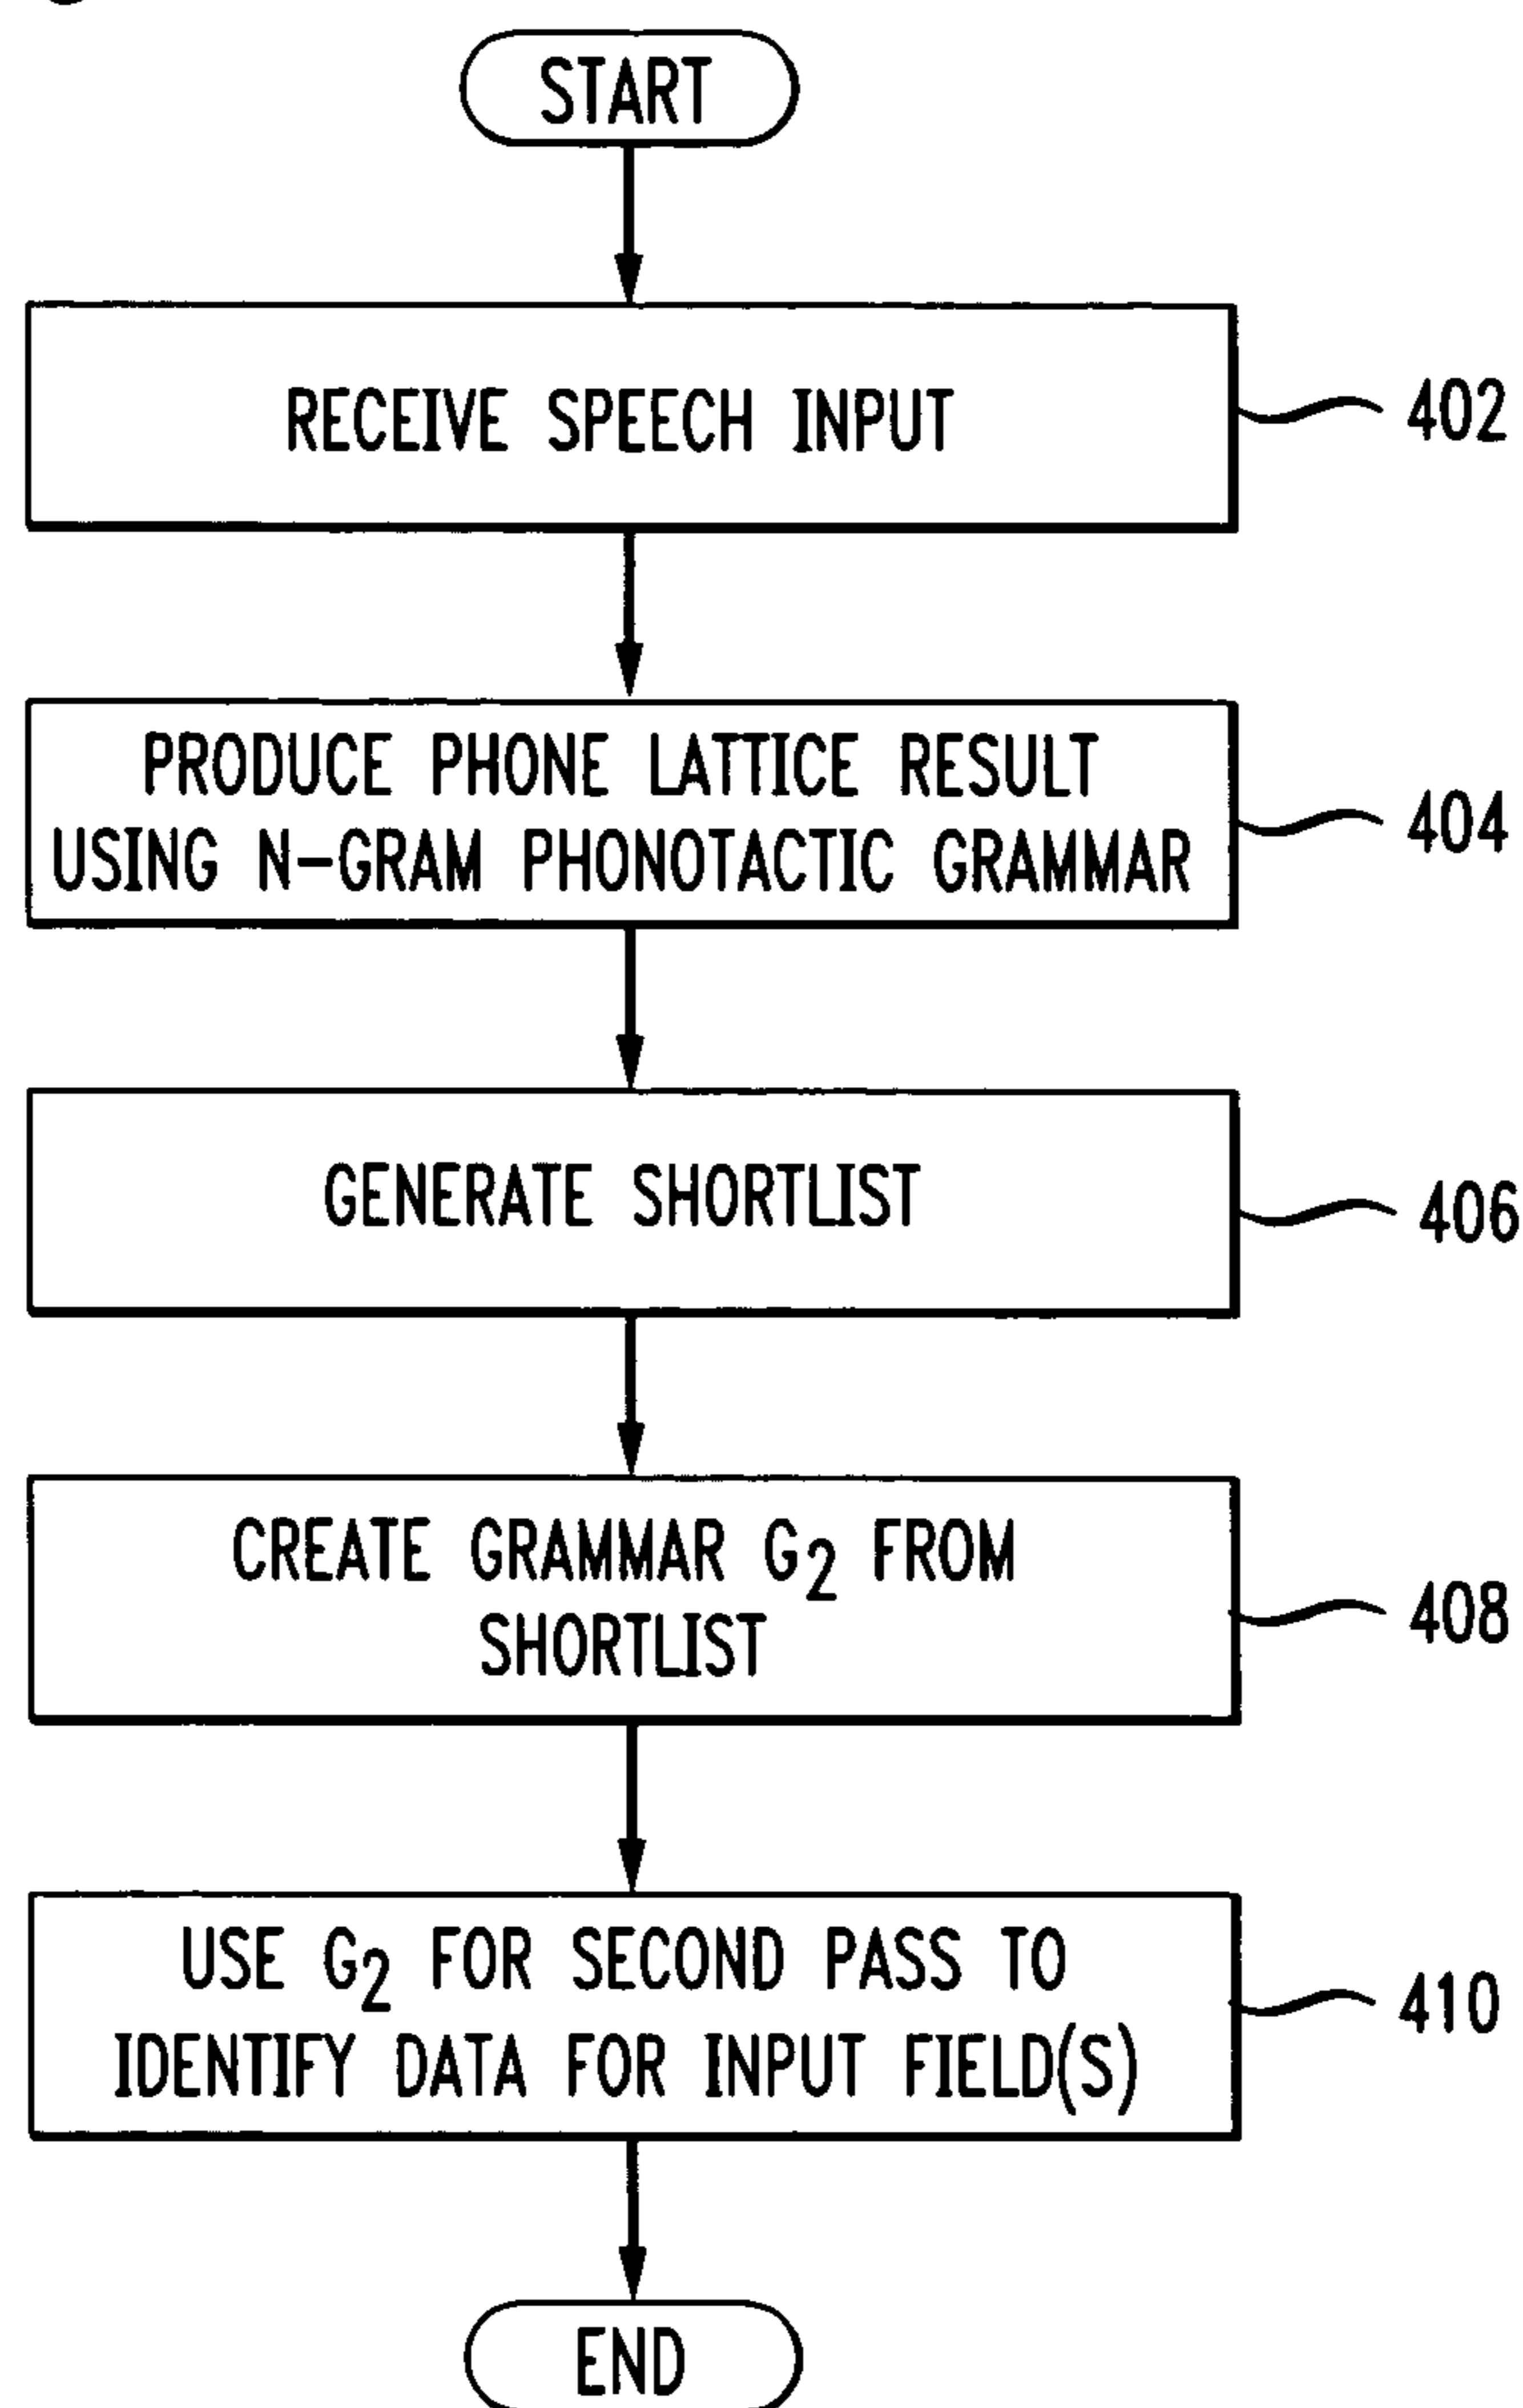 START
RECEIVE SPEECH INPUT
402
PRODUCE PHONE LATTICE RESULT
USING N-GRAM PHONOTACTIC GRAMMAR
404
GENERATE SHORTLIST
406
CREATE GRAMMAR G2 FROM
SHORTLIST
408
USE G2 FOR SECOND PASS TO
IDENTIFY DATA FOR INPUT FIELD(S)
410
END